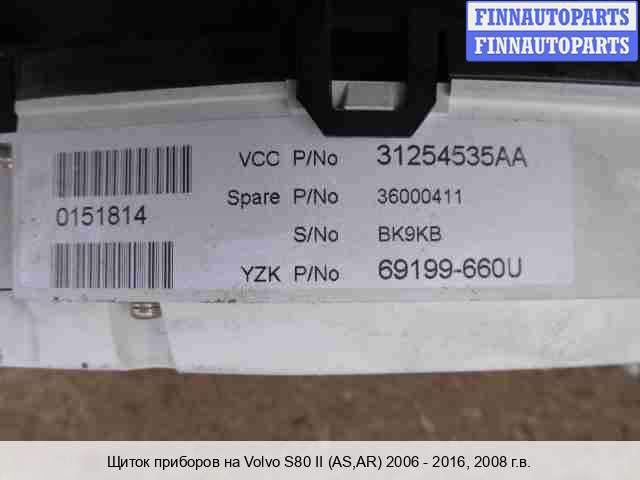 FINNAUTOPARTS
FINNAUTOPARTS
VCC P/No 31254535AA
Spare P/No 36000411
0151814
S/No BK9KB
YZK P/No 69199-660U
Щиток приборов на Volvo S80 II (AS,AR) 2006 - 2016, 2008 г.в.